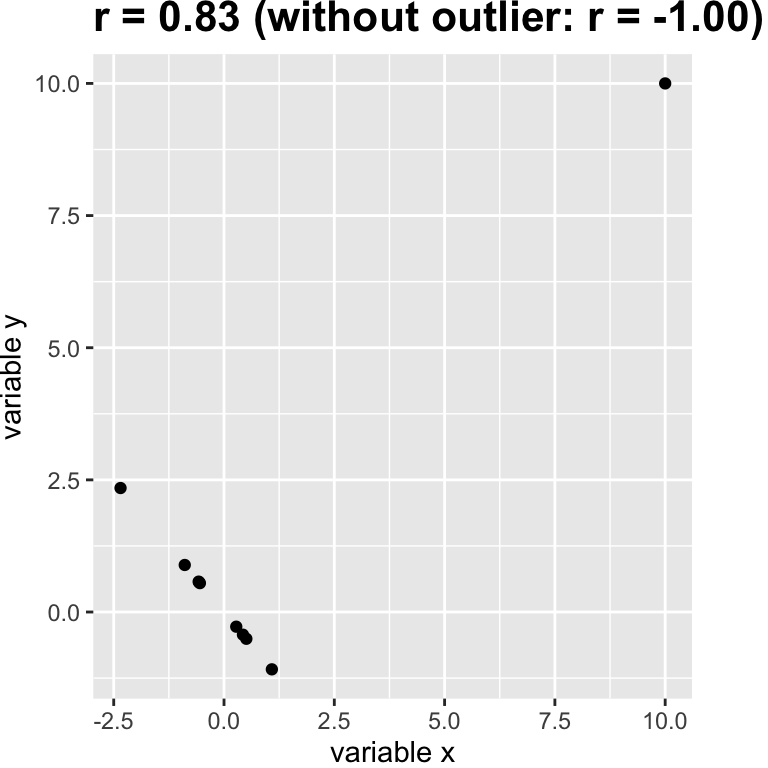 r = 0.83 (without outlier: r = -1.00)
10.0
7.5
5.0
2.5
0.0
variable y
-2.5 0.0 2.5 5.0 7.5 10.0
variable x